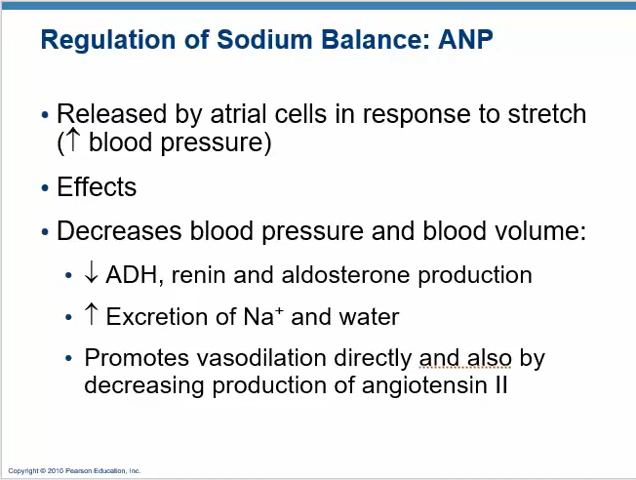 Regulation of Sodium Balance: ANP
• Released by atrial cells in response to stretch
(↑ blood pressure)
• Effects
• Decreases blood pressure and blood volume:
• ↓ ADH, renin and aldosterone production
• ↑ Excretion of Na⁺ and water
• Promotes vasodilation directly and also by
decreasing production of angiotensin II
Copyright © 2010 Pearson Education, Inc.